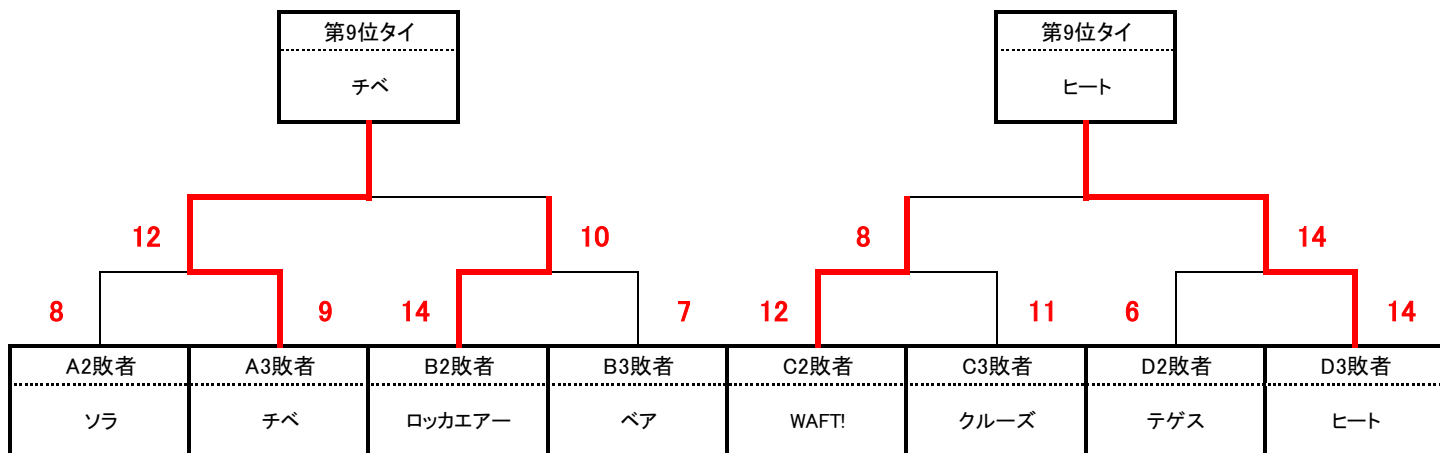 第9位タイ 第9位タイ
チベ ヒート
12 10 8 14
8 9 14 7 12 11 6 14
A2敗者 A3敗者 B2敗者 B3敗者 C2敗者 C3敗者 D2敗者 D3敗者
ソラ チベ ロッカエアー ベア WAFT! クルーズ テゲス ヒート